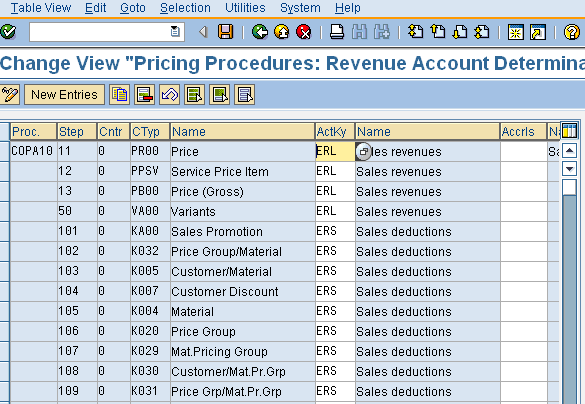 Table View Edit Goto Selection Utilities System Help
Change View "Pricing Procedures: Revenue Account Determina
New Entries
Proc. Step Cntr CTyp Name ActKy Name Accrls Na
COPA10 11 0 PR00 Price ERL les revenues Sa
12 0 PPSV Service Price Item ERL Sales revenues
13 0 PB00 Price (Gross) ERL Sales revenues
50 0 VA00 Variants ERL Sales revenues
101 0 KA00 Sales Promotion ERS Sales deductions
102 0 K032 Price Group/Material ERS Sales deductions
103 0 K005 Customer/Material ERS Sales deductions
104 0 K007 Customer Discount ERS Sales deductions
105 0 K004 Material ERS Sales deductions
106 0 K020 Price Group ERS Sales deductions
107 0 K029 Mat.Pricing Group ERS Sales deductions
108 0 K030 Customer/Mat.Pr.Grp ERS Sales deductions
109 0 K031 Price Grp/Mat.Pr.Grp ERS Sales deductions